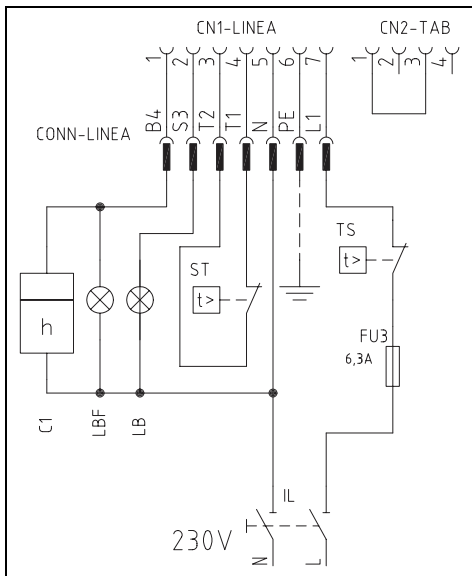 CN1-LINEA
CN2-TAB
1 2 3 4 5 6 7
1 2 3 4
CONN-LINEA
B4 S3 T2 T1 N PE L1
TS
t>
ST
t>
h
FU3
6,3A
C1 LBF LB
IL
230V
N L